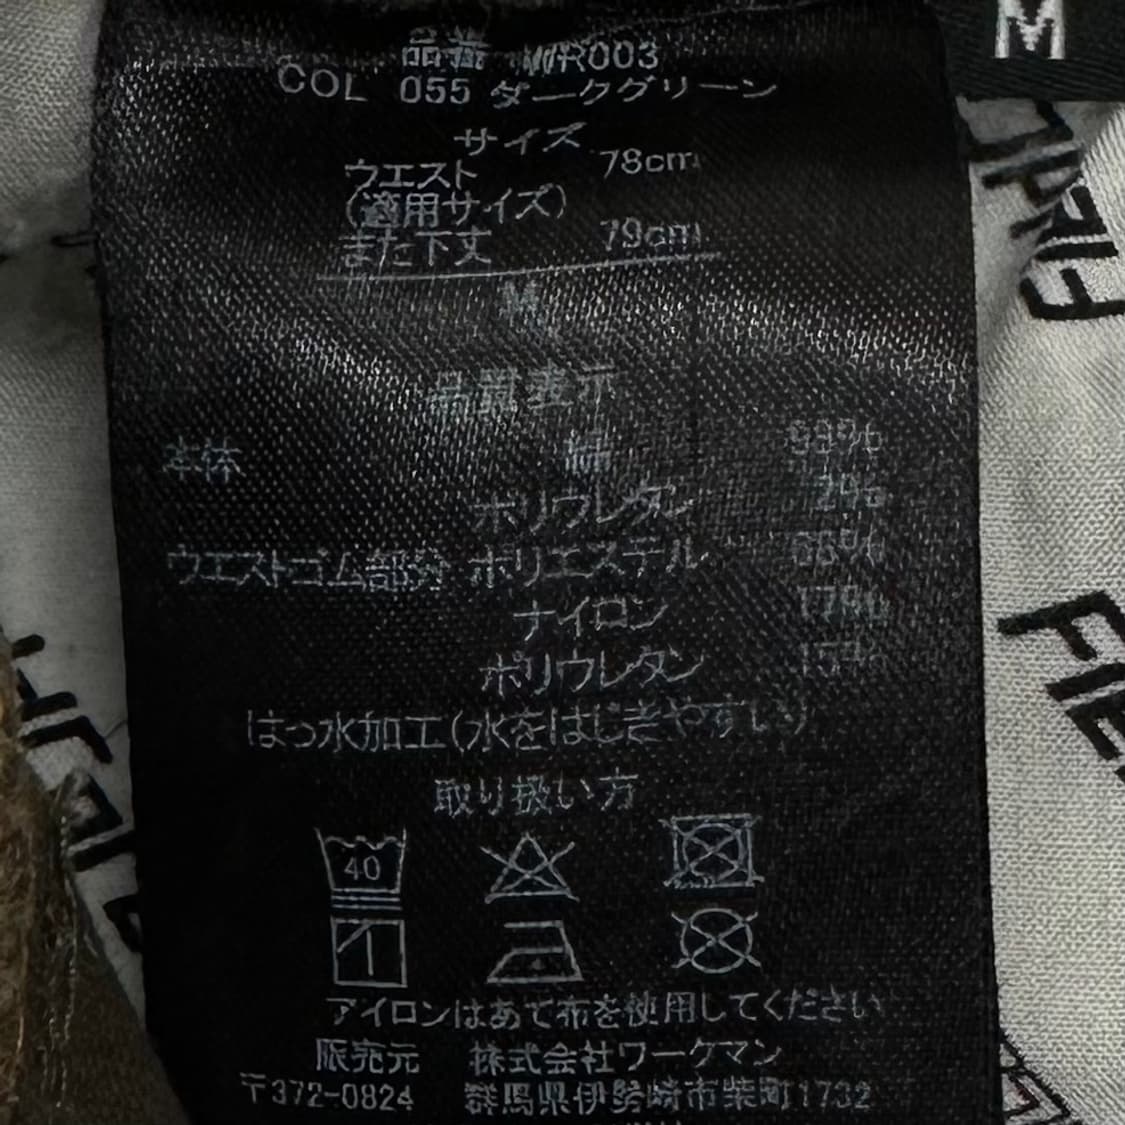 M
品番 WR003
COL 055 ダークグリーン
サイズ
ウエスト 78cm
(適用サイズ)
また下丈 79cm
M
品質表示
本体 綿 98%
ポリウレタン 2%
ウエストゴム部分 ポリエステル 68%
ナイロン 17%
ポリウレタン 15%
はっ水加工(水をはじきやすい)
取り扱い方
40
アイロンはあて布を使用してください
販売元 株式会社ワークマン
〒372-0824 群馬県伊勢崎市柴町1732